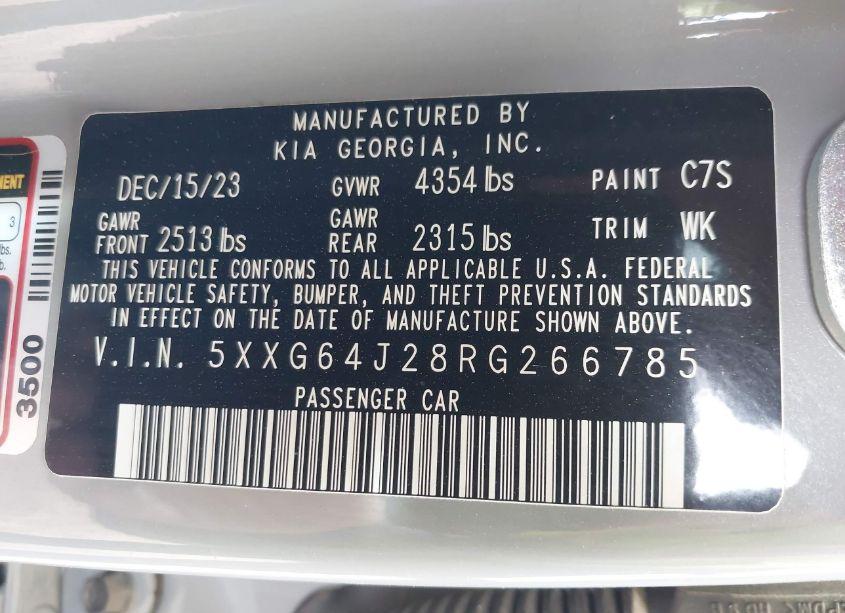 MANUFACTURED BY
KIA GEORGIA, INC.
DEC/15/23 GVWR 4354 lbs PAINT C7S
GAWR FRONT 2513 lbs GAWR REAR 2315 lbs TRIM WK
THIS VEHICLE CONFORMS TO ALL APPLICABLE U.S.A. FEDERAL
MOTOR VEHICLE SAFETY, BUMPER, AND THEFT PREVENTION STANDARDS
IN EFFECT ON THE DATE OF MANUFACTURE SHOWN ABOVE.
V.I.N. 5XXG64J28RG266785
PASSENGER CAR
3
lbs.
3500